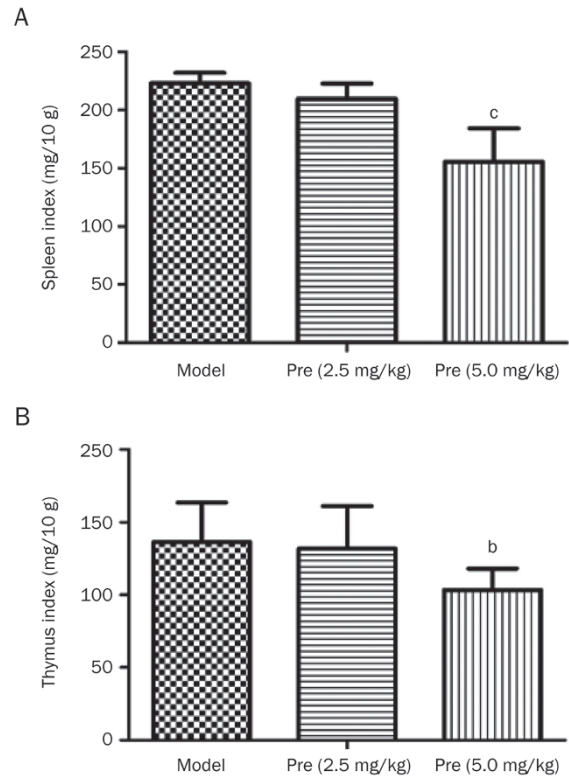 A
250
200
150
100
50
0
Spleen index (mg/10 g)
c
Model Pre (2.5 mg/kg) Pre (5.0 mg/kg)
B
250
150
100
50
0
Thymus index (mg/10 g)
b
Model Pre (2.5 mg/kg) Pre (5.0 mg/kg)